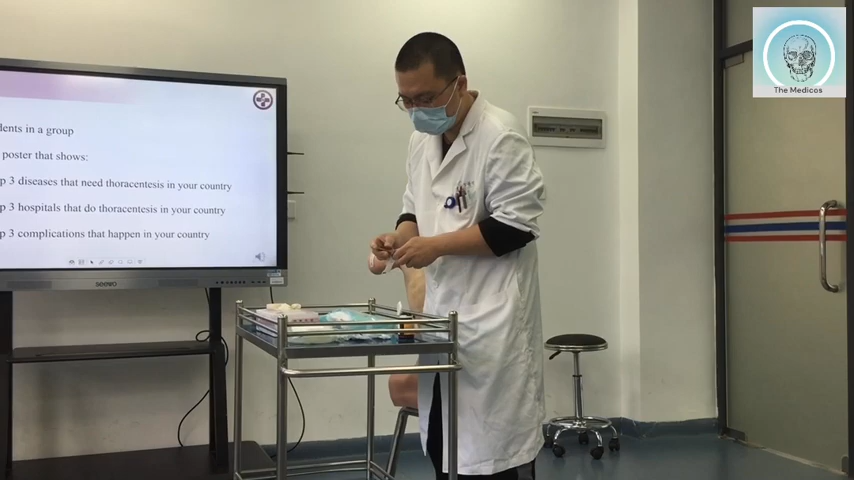 dents in a group
poster that shows:
p 3 diseases that need thoracentesis in your country
p 3 hospitals that do thoracentesis in your country
p 3 complications that happen in your country
seewo
The Medicos